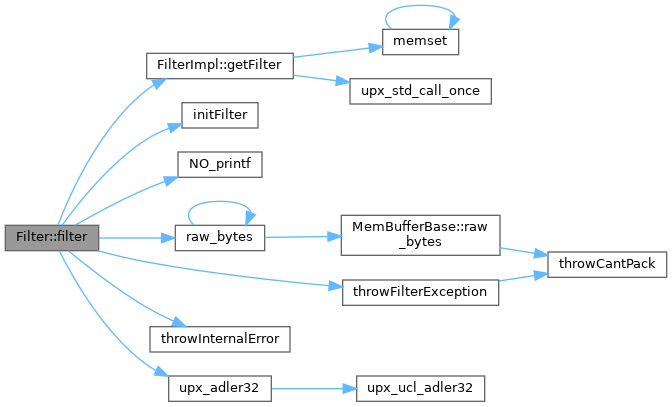 memset
FilterImpl::getFilter
upx_std_call_once
initFilter
NO_printf
Filter::filter
raw_bytes
MemBufferBase::raw
_bytes
throwCantPack
throwFilterException
throwInternalError
upx_adler32
upx_ucl_adler32